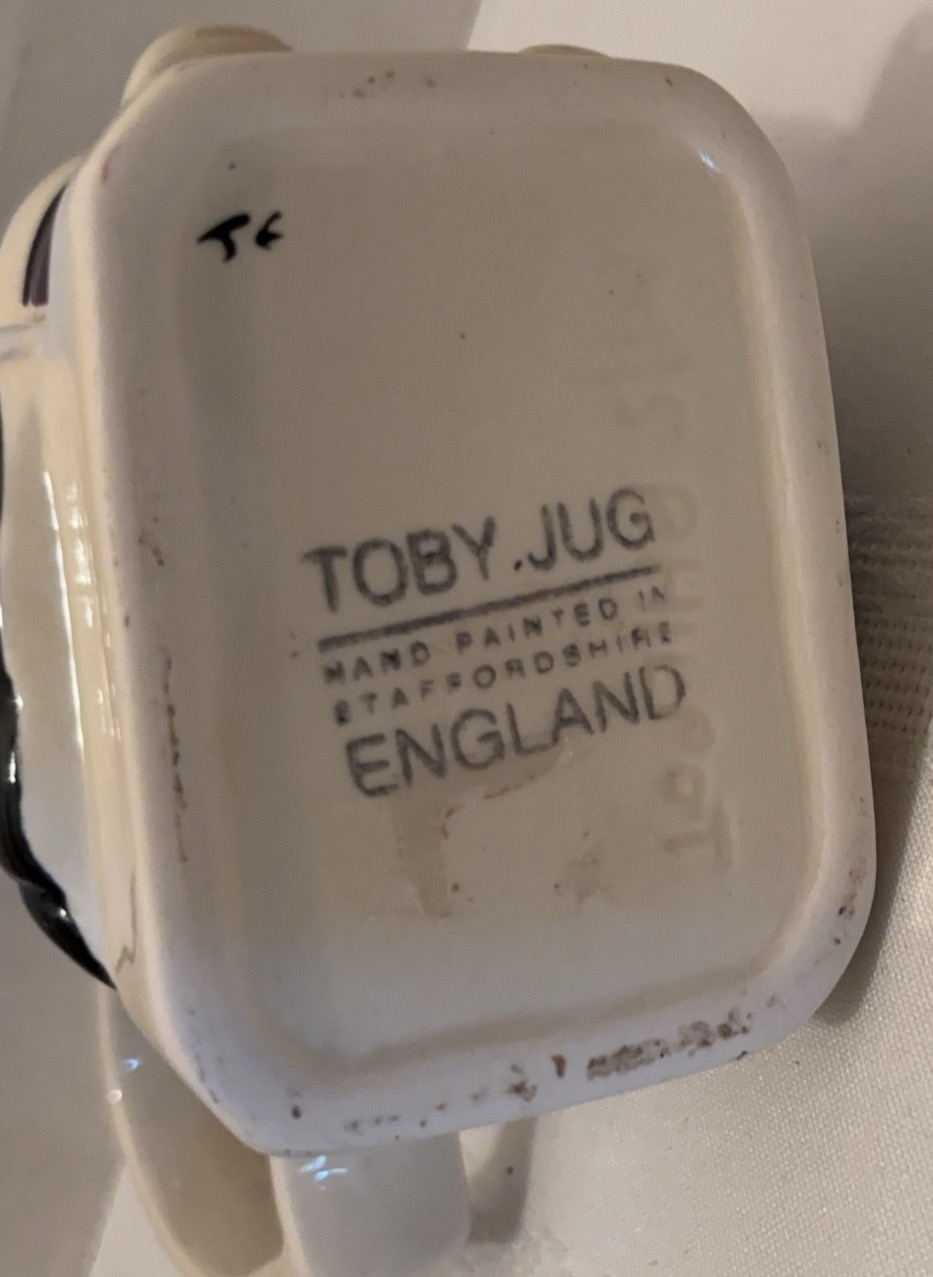 TOBY.JUG
HAND PAINTED IN
STAFFORDSHIRE
ENGLAND